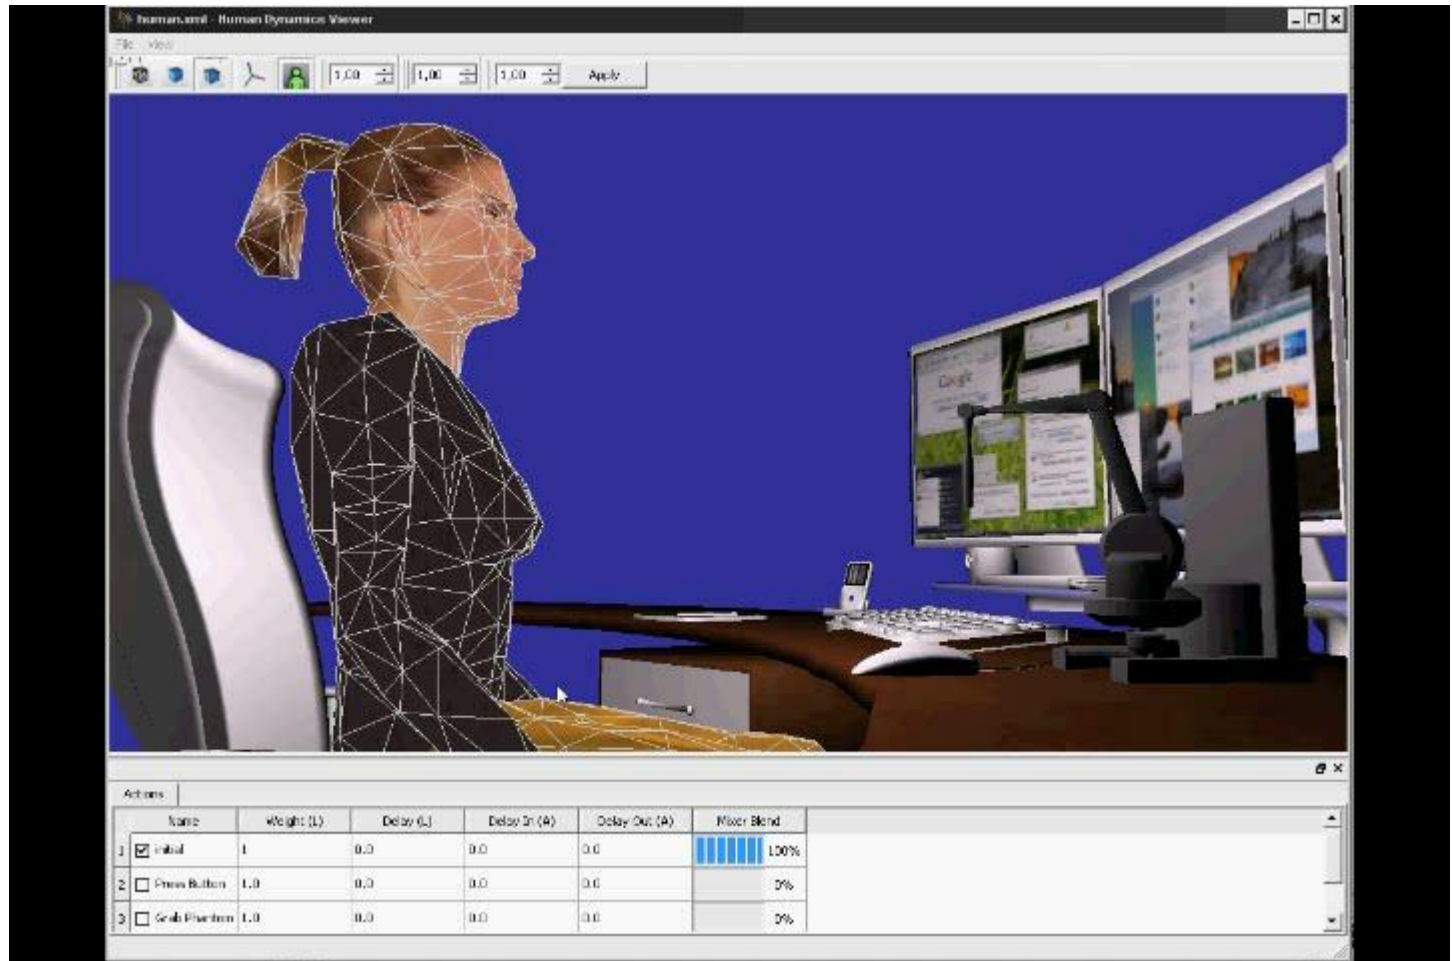 human.xml - Human Dynamics Viewer
File View
1,00 1,00 1,00 Apply
Google
Actions
Name Weight (L) Delay (L) Delay In (A) Delay Out (A) Mixer Blend
1 initial 1 0.0 0.0 0.0 100%
2 Press Button 1.0 0.0 0.0 0.0 0%
3 Grab Phantom 1.0 0.0 0.0 0.0 0%